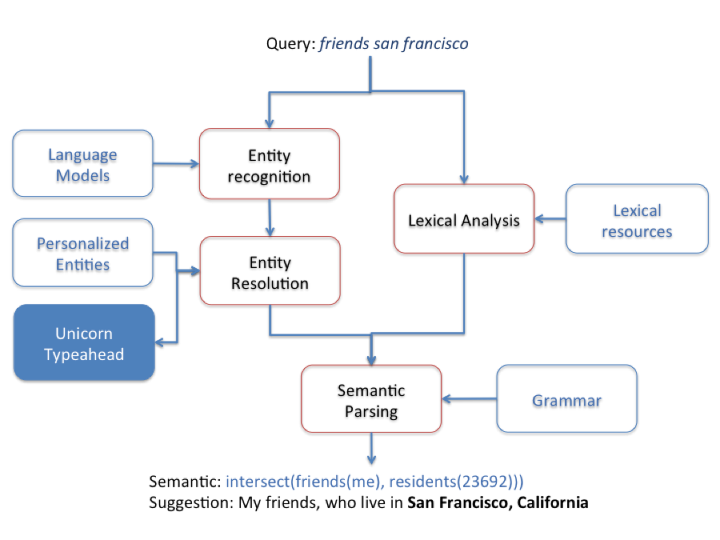 Query: friends san francisco
Language
Models
Entity
recognition
Lexical Analysis
Lexical
resources
Personalized
Entities
Entity
Resolution
Unicorn
Typeahead
Semantic
Parsing
Grammar
Semantic: intersect(friends(me), residents(23692)))
Suggestion: My friends, who live in San Francisco, California